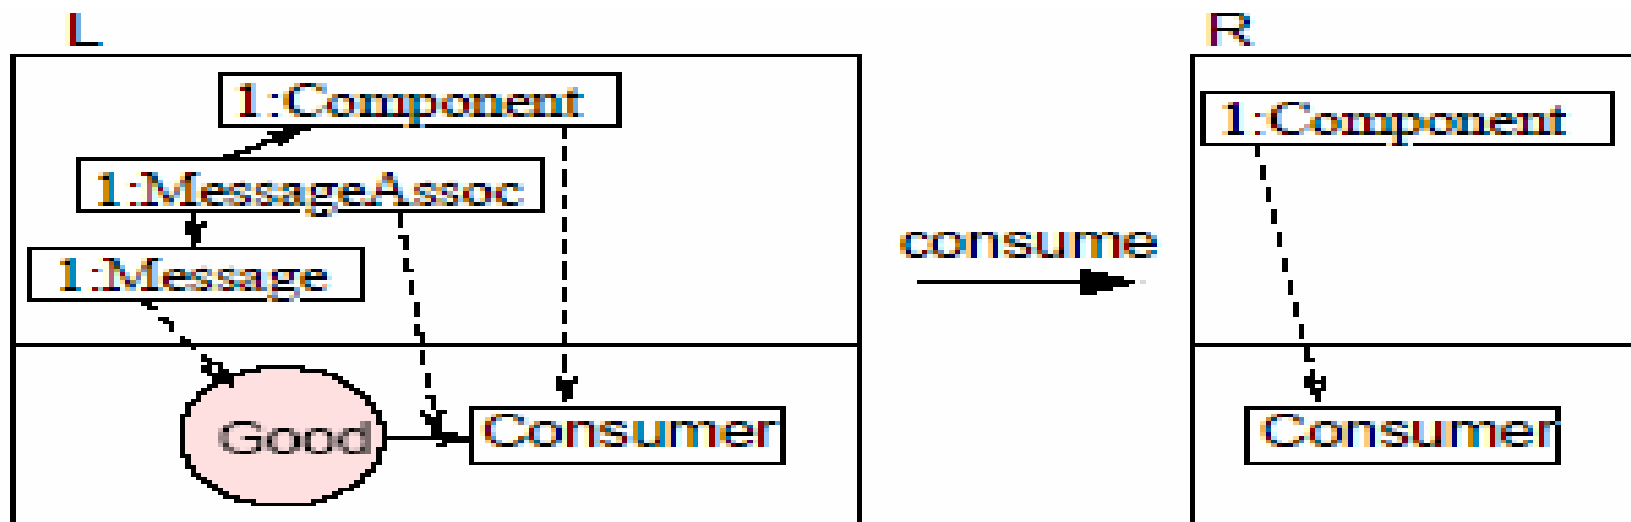 L
1:Component
1:MessageAssoc
1:Message
Good
Consumer
consume
R
1:Component
Consumer